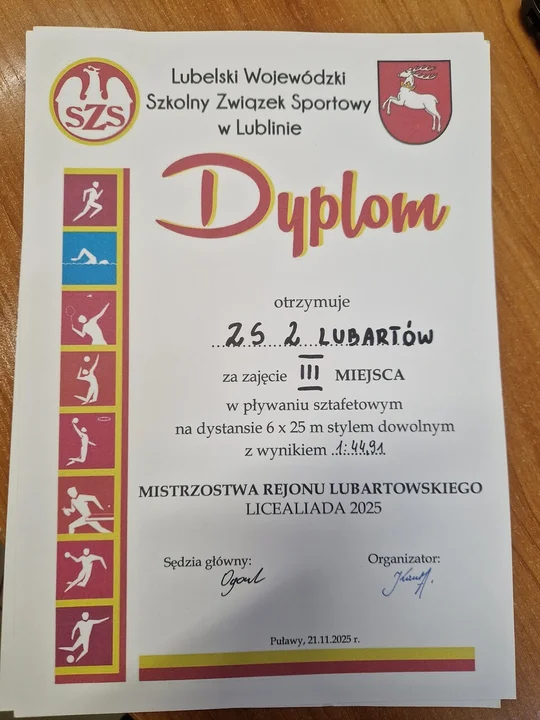 SZS
Lubelski Wojewódzki
Szkolny Związek Sportowy
w Lublinie
Dyplom
otrzymuje
ZS 2 LUBARTÓW
za zajęcie III MIEJSCA
w pływaniu sztafetowym
na dystansie 6 x 25 m stylem dowolnym
z wynikiem 1:44,91
MISTRZOSTWA REJONU LUBARTOWSKIEGO
LICEALIADA 2025
Sędzia główny: Organizator:
Puławy, 21.11.2025 r.